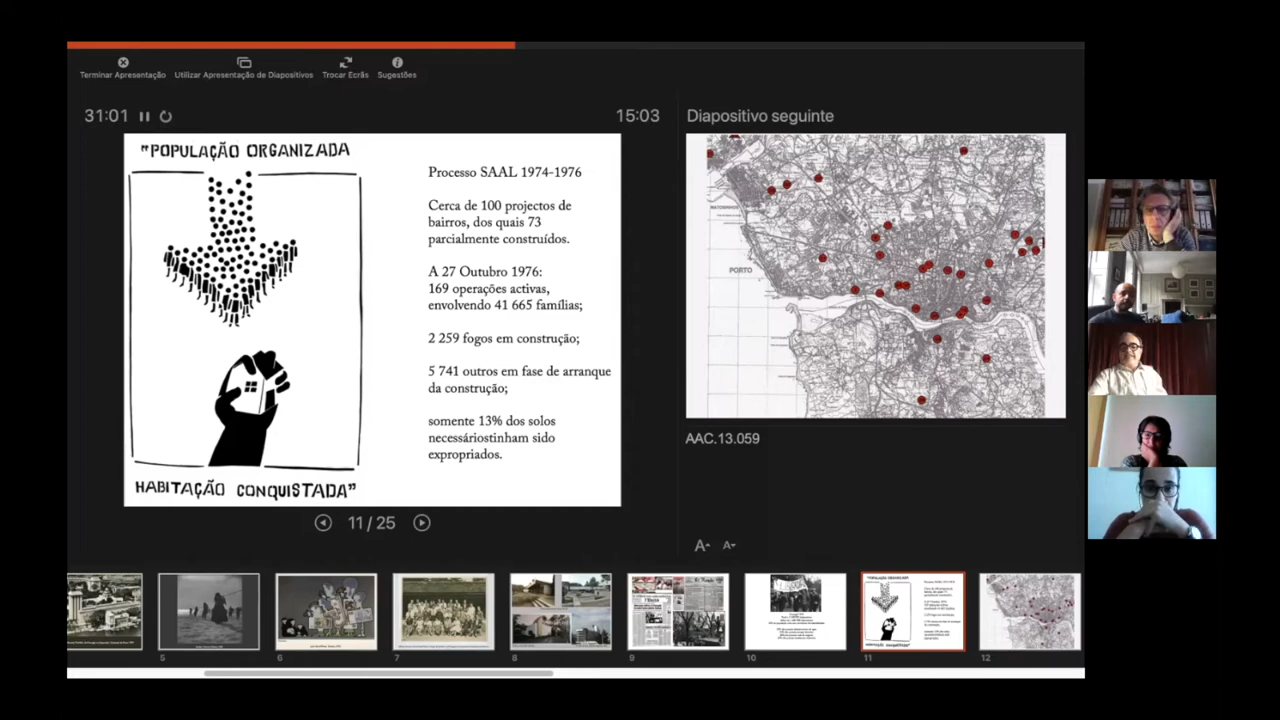 Terminar Apresentação
Utilizar Apresentação de Diapositivos
Trocar Ecrãs
Sugestões
31:01
15:03
Diapositivo seguinte
"POPULAÇÃO ORGANIZADA
HABITAÇÃO CONQUISTADA"
Processo SAAL 1974-1976
Cerca de 100 projectos de
bairros, dos quais 73
parcialmente construídos.
A 27 Outubro 1976:
169 operações activas,
envolvendo 41 665 famílias;
2 259 fogos em construção;
5 741 outros em fase de arranque
da construção;
somente 13% dos solos
necessáriostinham sido
expropriados.
PORTO
AAC.13.059
11 / 25
A
A
5
6
7
8
9
10
11
12